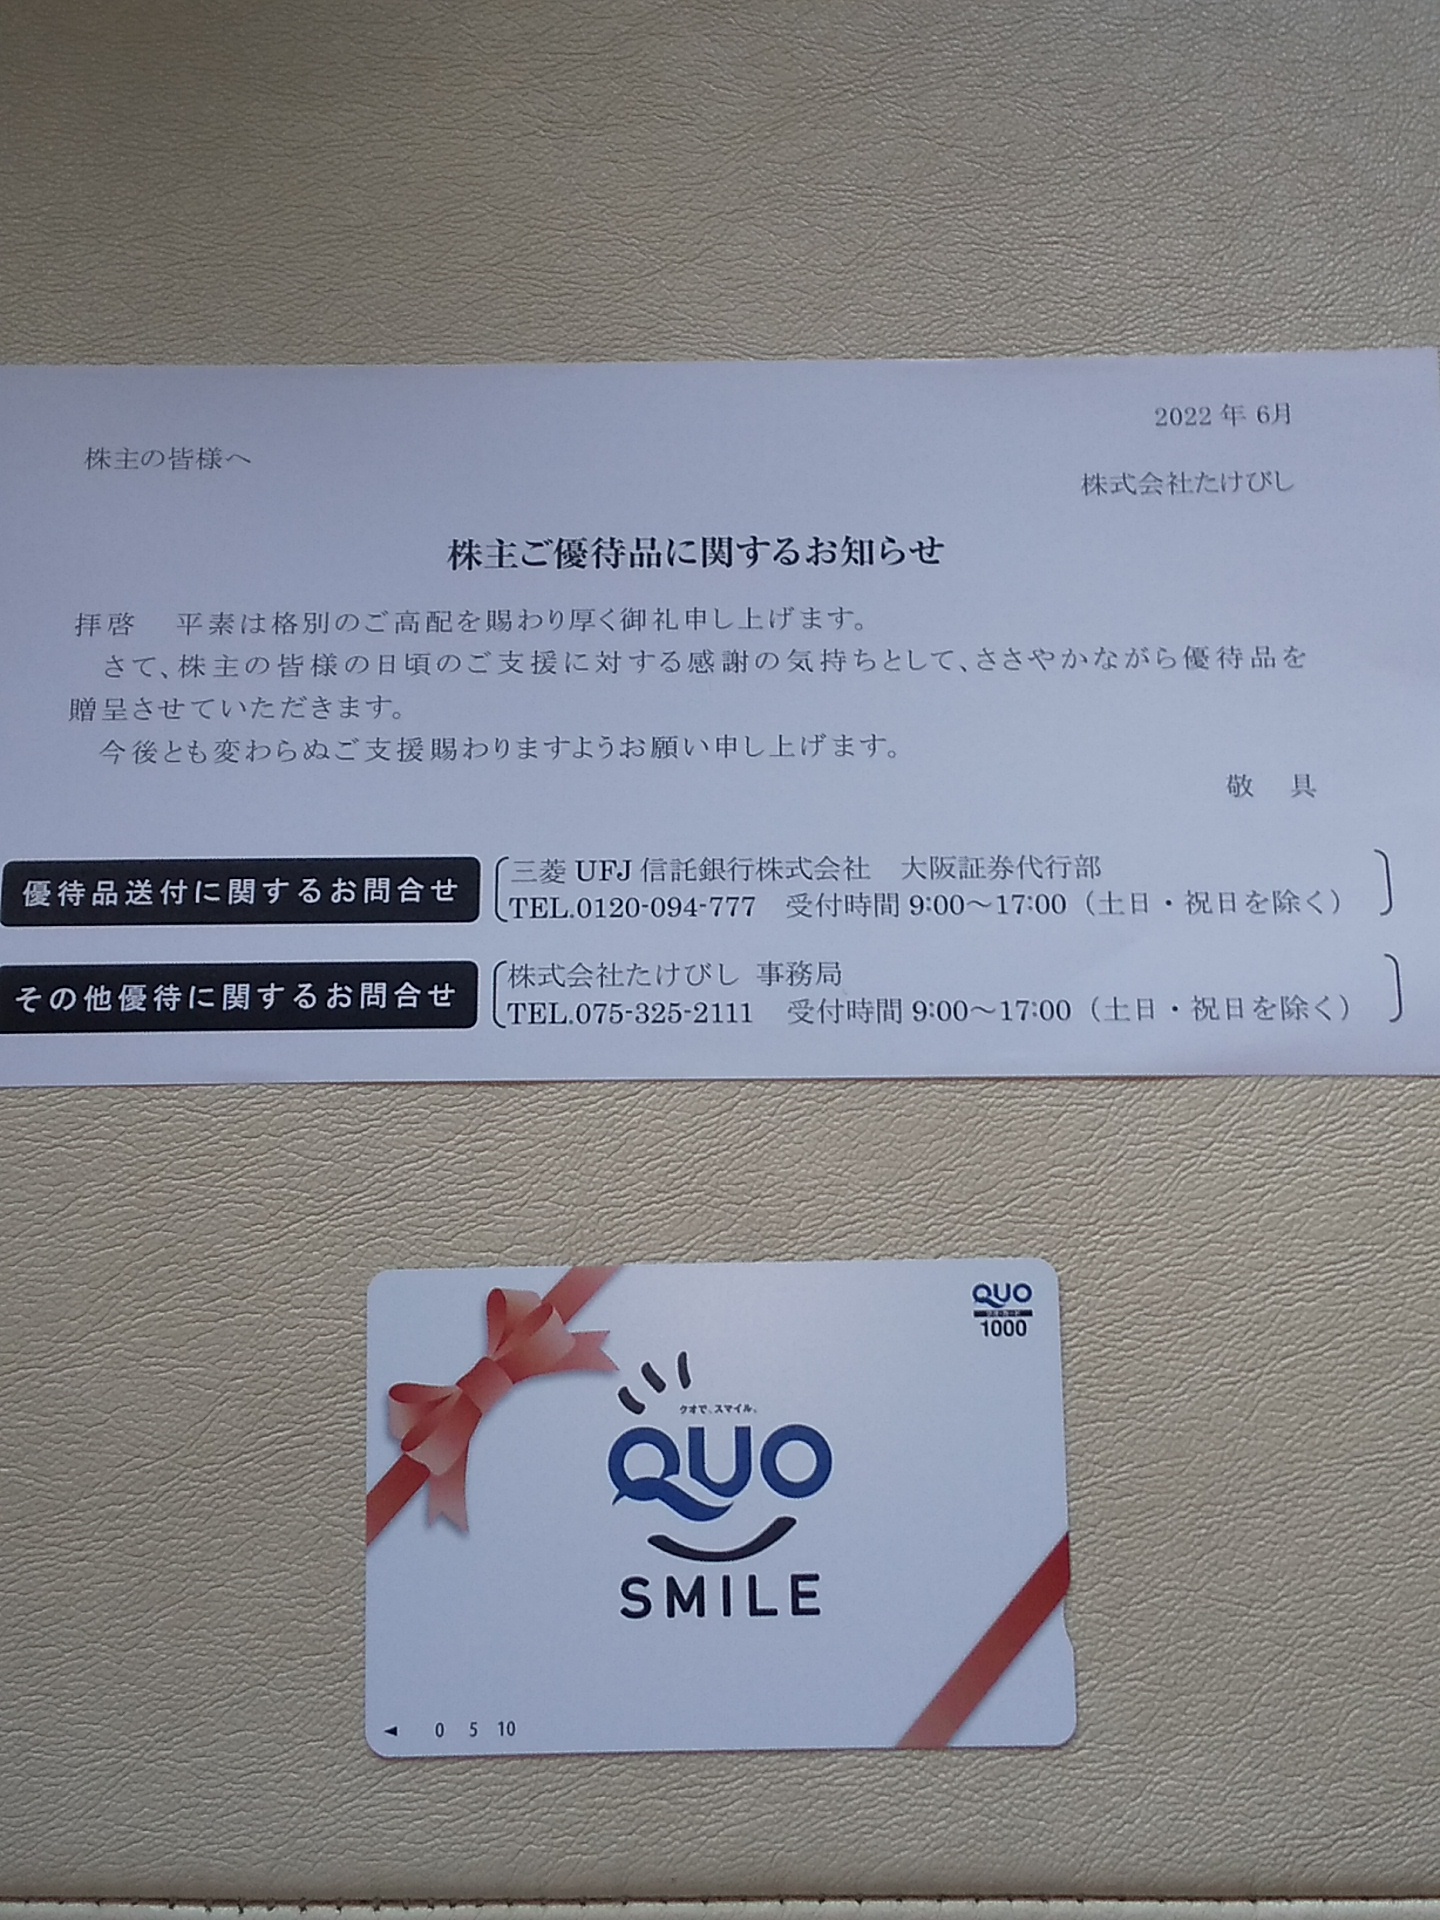 2022年 6月
株主の皆様へ
株式会社たけびし
株主ご優待品に関するお知らせ
拝啓　平素は格別のご高配を賜わり厚く御礼申し上げます。
さて、株主の皆様の日頃のご支援に対する感謝の気持ちとして、ささやかながら優待品を
贈呈させていただきます。
今後とも変わらぬご支援賜わりますようお願い申し上げます。
敬　具
優待品送付に関するお問合せ
三菱UFJ信託銀行株式会社　大阪証券代行部
TEL.0120-094-777　受付時間 9:00～17:00（土日・祝日を除く）
その他優待に関するお問合せ
株式会社たけびし 事務局
TEL.075-325-2111　受付時間 9:00～17:00（土日・祝日を除く）
QUO
1000
クオで、スマイル。
QUO
SMILE
◀ 0 5 10